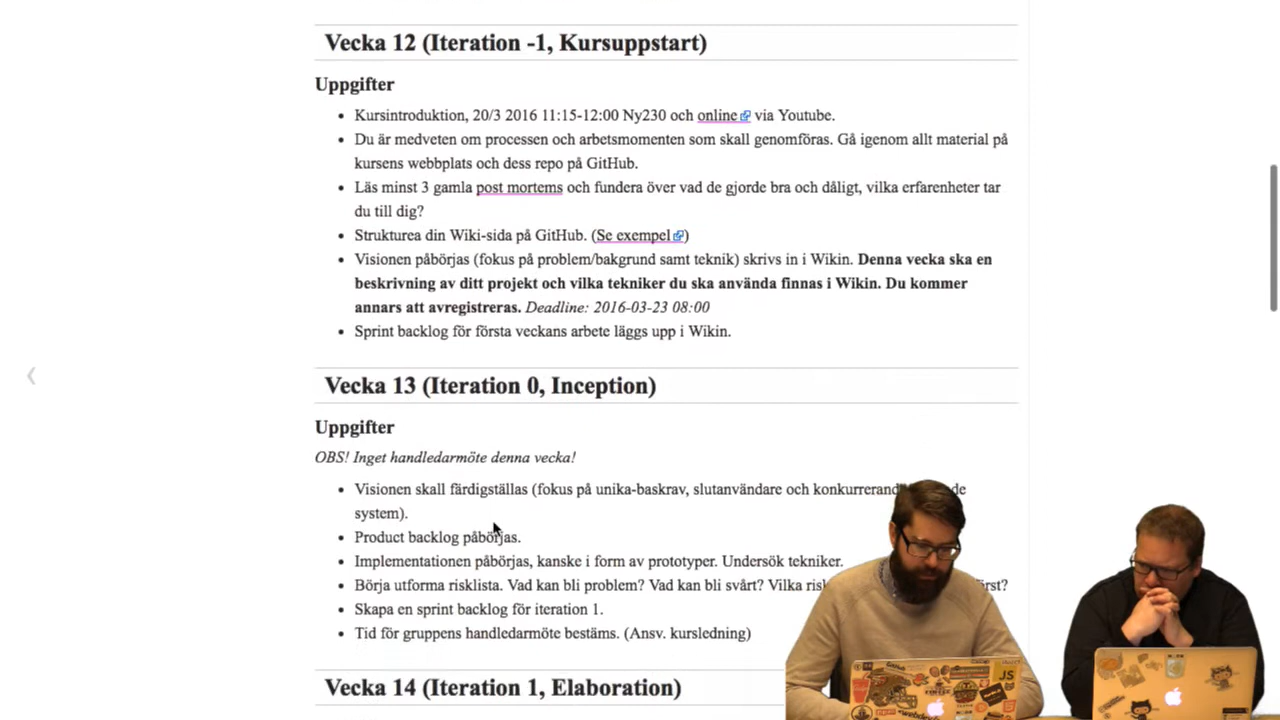 Vecka 12 (Iteration -1, Kursuppstart)
Uppgifter
Kursintroduktion, 20/3 2016 11:15-12:00 Ny230 och online via Youtube.
Du är medveten om processen och arbetsmomenten som skall genomföras. Gå igenom allt material på
kursens webbplats och dess repo på GitHub.
Läs minst 3 gamla post mortems och fundera över vad de gjorde bra och dåligt, vilka erfarenheter tar
du till dig?
Strukturea din Wiki-sida på GitHub. (Se exempel)
Visionen påbörjas (fokus på problem/bakgrund samt teknik) skrivs in i Wikin. Denna vecka ska en
beskrivning av ditt projekt och vilka tekniker du ska använda finnas i Wikin. Du kommer
annars att avregistreras. Deadline: 2016-03-23 08:00
Sprint backlog för första veckans arbete läggs upp i Wikin.
Vecka 13 (Iteration 0, Inception)
Uppgifter
OBS! Inget handledarmöte denna vecka!
Visionen skall färdigställas (fokus på unika-baskrav, slutanvändare och konkurrerand de
system).
Product backlog påbörjas.
Implementationen påbörjas, kanske i form av prototyper. Undersök tekniker.
Börja utforma risklista. Vad kan bli problem? Vad kan bli svårt? Vilka ris rst?
Skapa en sprint backlog för iteration 1.
Tid för gruppens handledarmöte bestäms. (Ansv. kursledning)
Vecka 14 (Iteration 1, Elaboration)
JS